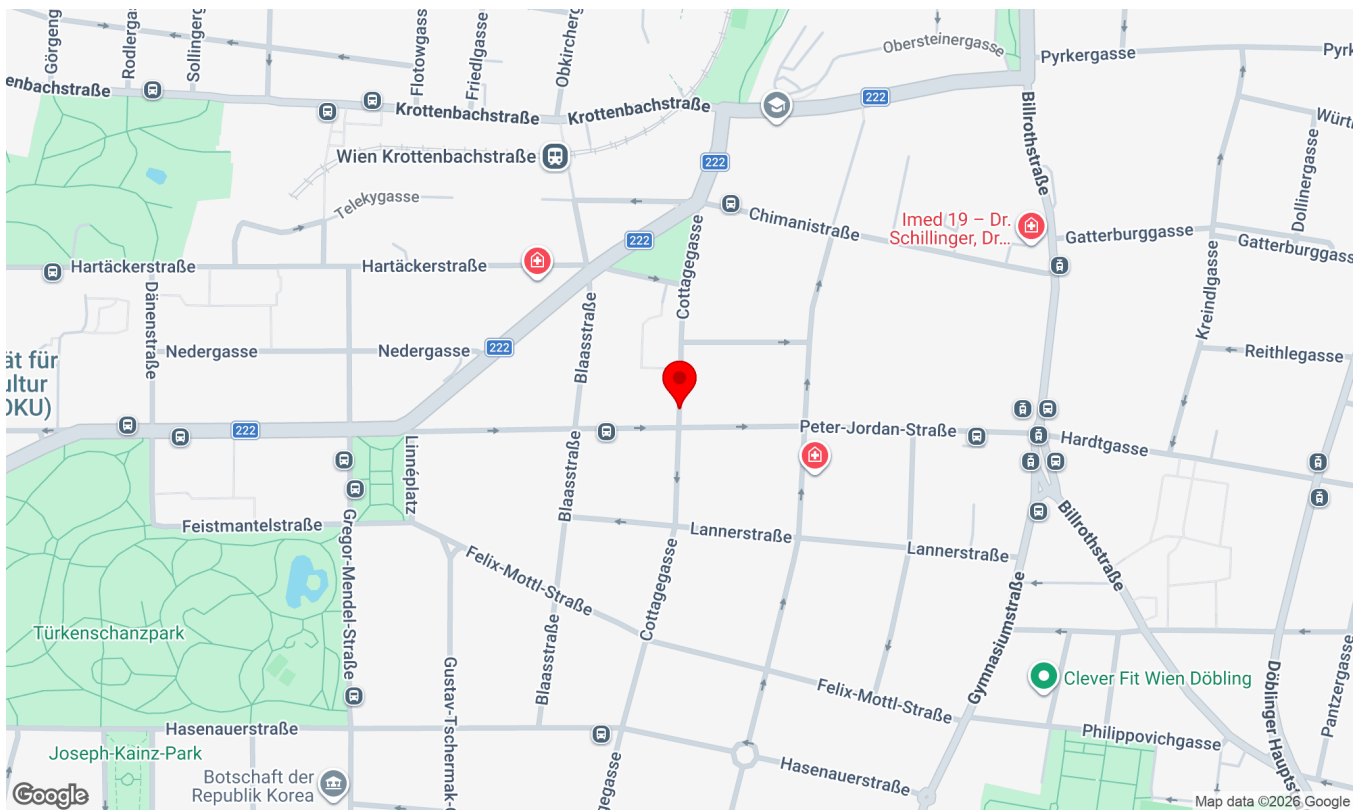 Görgeng
Rodlergas
Sollingerg
Flotowgasse
Friedlgasse
Obkircherg
Obersteinergasse
Pyrkergasse
Pyrk
enbachstraße
Krottenbachstraße
Krottenbachstraße
222
Billrothstraße
Würt
Wien Krottenbachstraße
222
Dollinergasse
Telekygasse
Chimanistraße
Imed 19 – Dr.
Schillinger, Dr...
Gatterburggasse
Gatterburggass
222
Cottagegasse
Hartäckerstraße
Hartäckerstraße
Dänenstraße
Kreindlgasse
Blaasstraße
Nedergasse
Nedergasse
222
Reithlegasse
ät für
ultur
OKU)
222
Peter-Jordan-Straße
Hardtgasse
Linnéplatz
Blaasstraße
Feistmantelstraße
Gregor-Mendel-Straße
Lannerstraße
Lannerstraße
Billrothstraße
Felix-Mottl-Straße
Cottagegasse
Gymnasiumstraße
Türkenschanzpark
Blaasstraße
Gustav-Tschermak-G
Felix-Mottl-Straße
Clever Fit Wien Döbling
Döblinger Hauptst
Pantzergasse
Hasenauerstraße
Philippovichgasse
Joseph-Kainz-Park
Hasenauerstraße
Botschaft der
Republik Korea
Cottagegasse
Google
Map data ©2026 Google